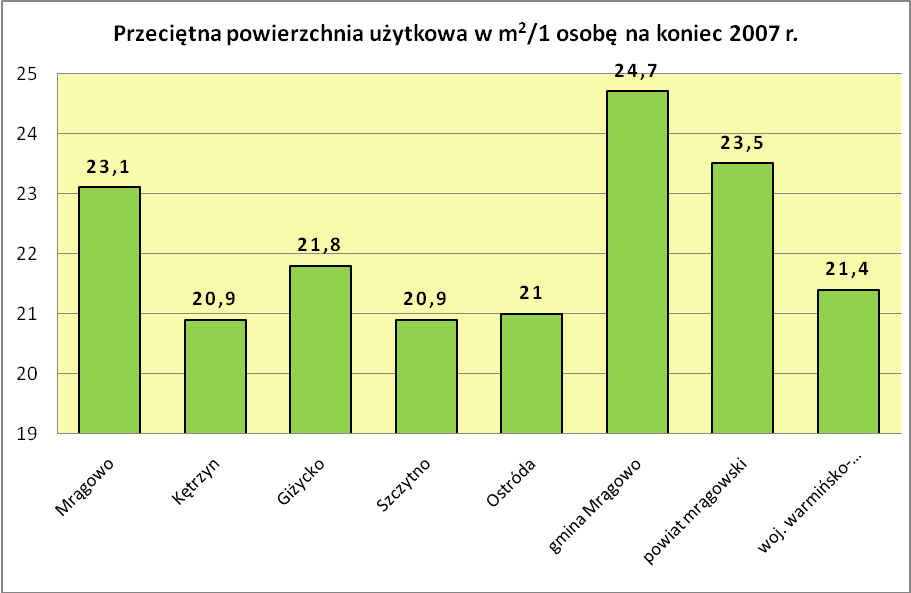 Przeciętna powierzchnia użytkowa w m²/1 osobę na koniec 2007 r.
25
24
23
22
21
20
19
23,1
20,9
21,8
20,9
21
24,7
23,5
21,4
Mrągowo
Kętrzyn
Giżycko
Szczytno
Ostróda
gmina Mrągowo
powiat mrągowski
woj. warmińsko-...